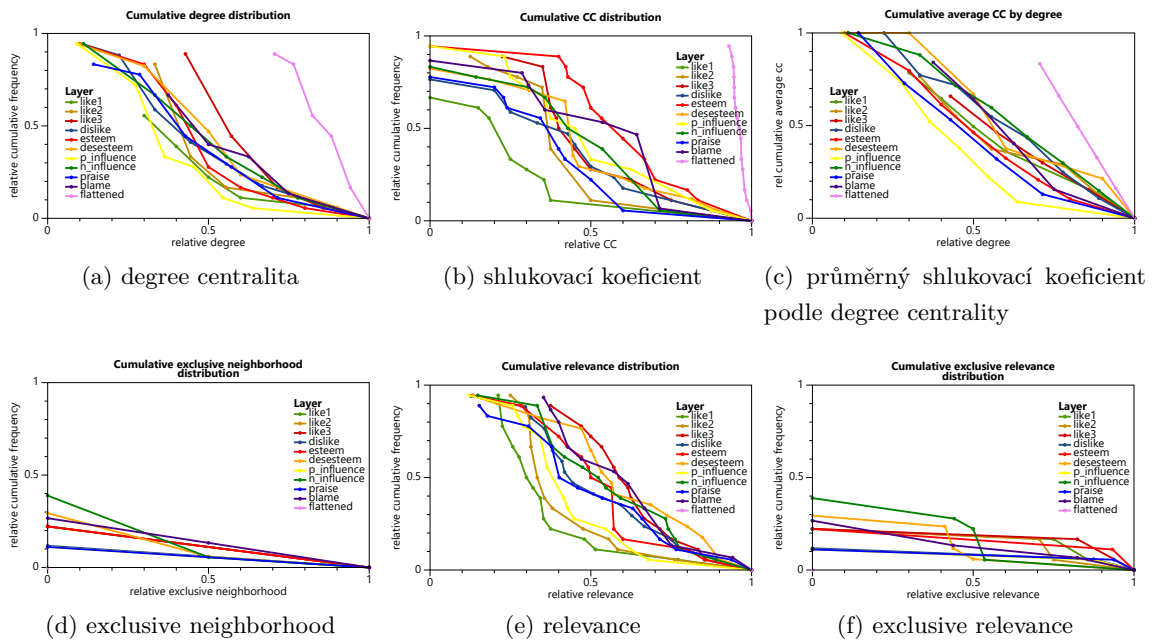 Cumulative degree distribution
relative cumulative frequency
1
0.5
0
0
0.5
1
relative degree
Layer
like1
like2
like3
dislike
esteem
desesteem
p_influence
n_influence
praise
blame
flattened
(a) degree centralita
Cumulative CC distribution
relative cumulative frequency
1
0.5
0
0
0.5
1
relative CC
Layer
like1
like2
like3
dislike
esteem
desesteem
p_influence
n_influence
praise
blame
flattened
(b) shlukovací koeficient
Cumulative average CC by degree
rel cumulative average cc
1
0.5
0
0
0.5
1
relative degree
Layer
like1
like2
like3
dislike
esteem
desesteem
p_influence
n_influence
praise
blame
flattened
(c) průměrný shlukovací koeficient
podle degree centrality
Cumulative exclusive neighborhood
distribution
relative cumulative frequency
1
0.5
0
0
0.5
1
relative exclusive neighborhood
Layer
like1
like2
like3
dislike
esteem
desesteem
p_influence
n_influence
praise
blame
flattened
(d) exclusive neighborhood
Cumulative relevance distribution
relative cumulative frequency
1
0.5
0
0
0.5
1
relative relevance
Layer
like1
like2
like3
dislike
esteem
desesteem
p_influence
n_influence
praise
blame
flattened
(e) relevance
Cumulative exclusive relevance
distribution
relative cumulative frequency
1
0.5
0
0
0.5
1
relative exclusive relevance
Layer
like1
like2
like3
dislike
esteem
desesteem
p_influence
n_influence
praise
blame
flattened
(f) exclusive relevance